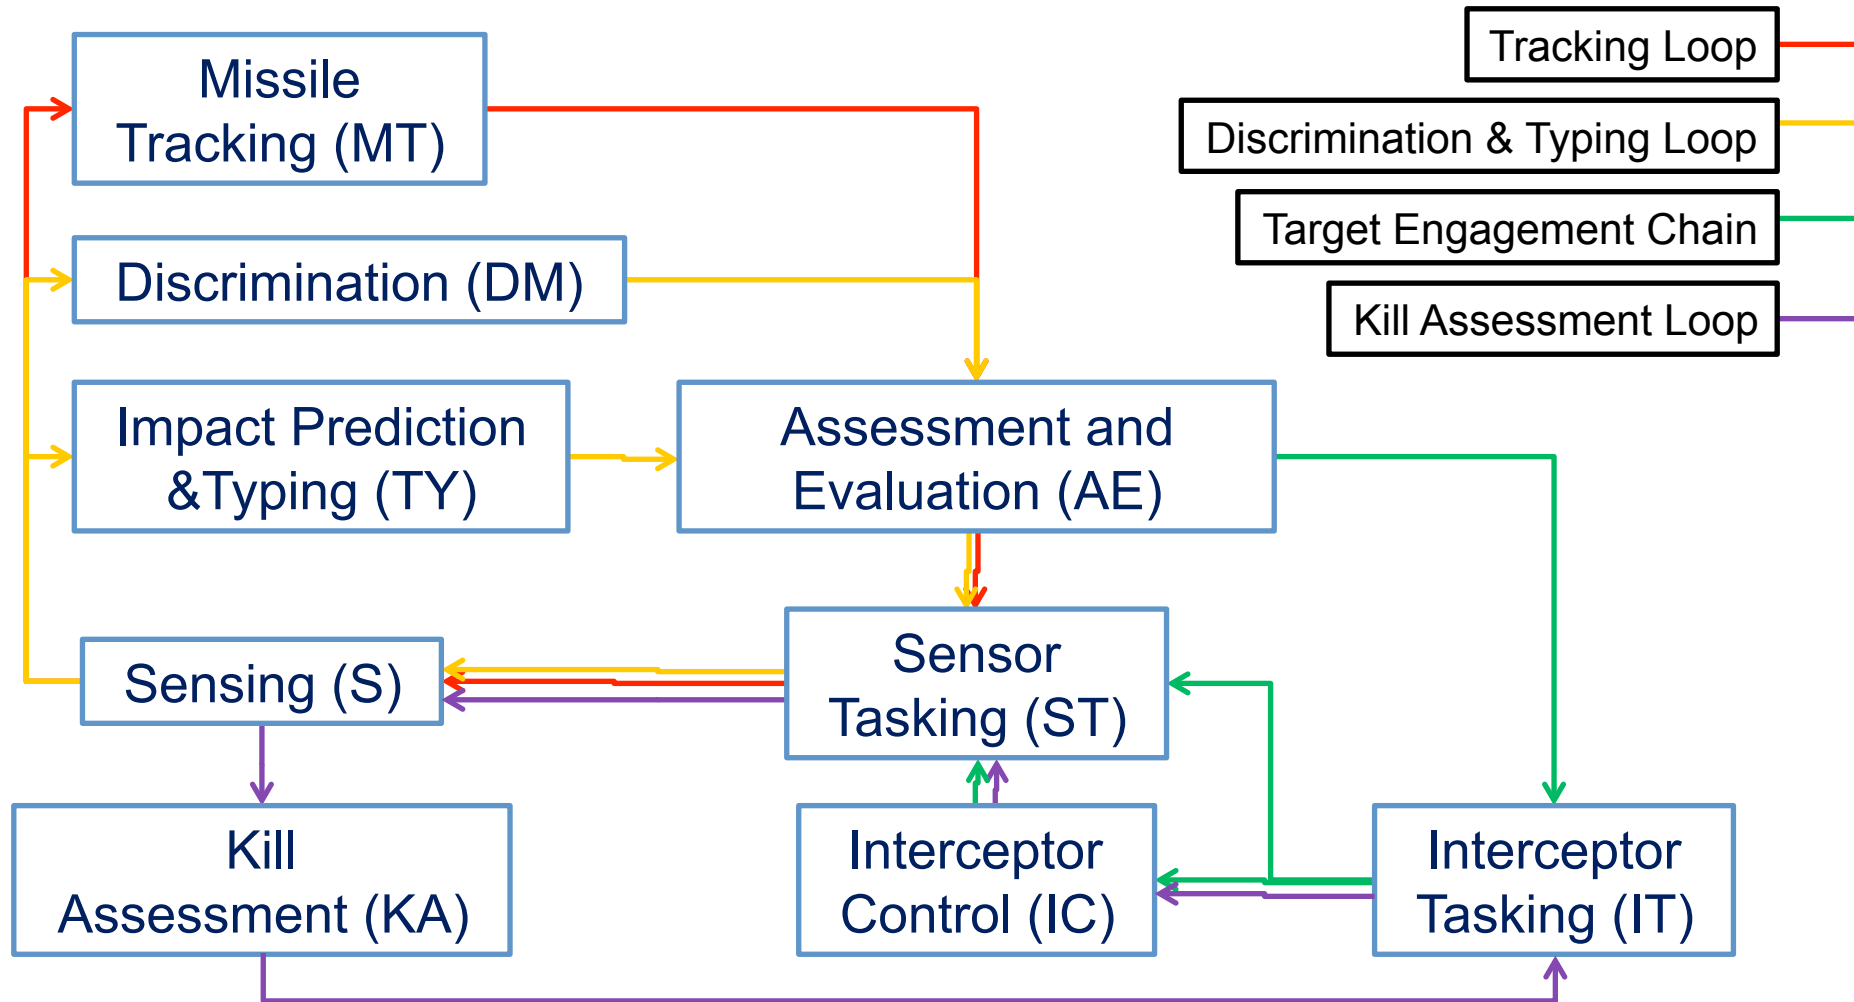 Missile
Tracking (MT)
Tracking Loop
Discrimination & Typing Loop
Target Engagement Chain
Kill Assessment Loop
Discrimination (DM)
Impact Prediction
&Typing (TY)
Assessment and
Evaluation (AE)
Sensing (S)
Sensor
Tasking (ST)
Kill
Assessment (KA)
Interceptor
Control (IC)
Interceptor
Tasking (IT)